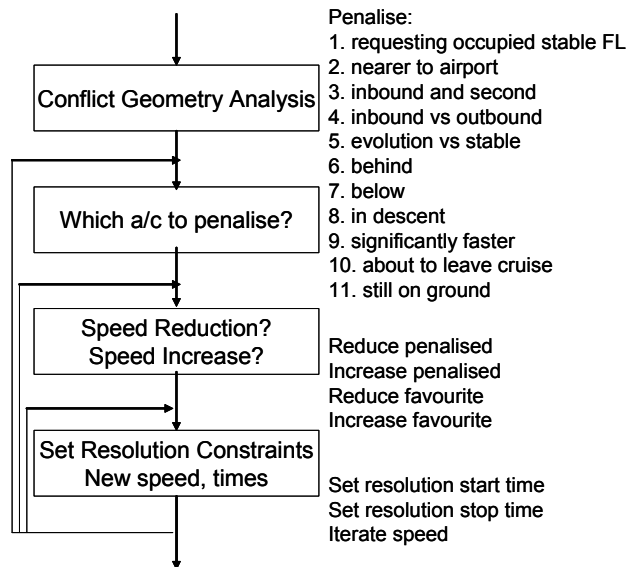 Conflict Geometry Analysis
Which a/c to penalise?
Penalise:
1. requesting occupied stable FL
2. nearer to airport
3. inbound and second
4. inbound vs outbound
5. evolution vs stable
6. behind
7. below
8. in descent
9. significantly faster
10. about to leave cruise
11. still on ground
Speed Reduction?
Speed Increase?
Reduce penalised
Increase penalised
Reduce favourite
Increase favourite
Set Resolution Constraints
New speed, times
Set resolution start time
Set resolution stop time
Iterate speed